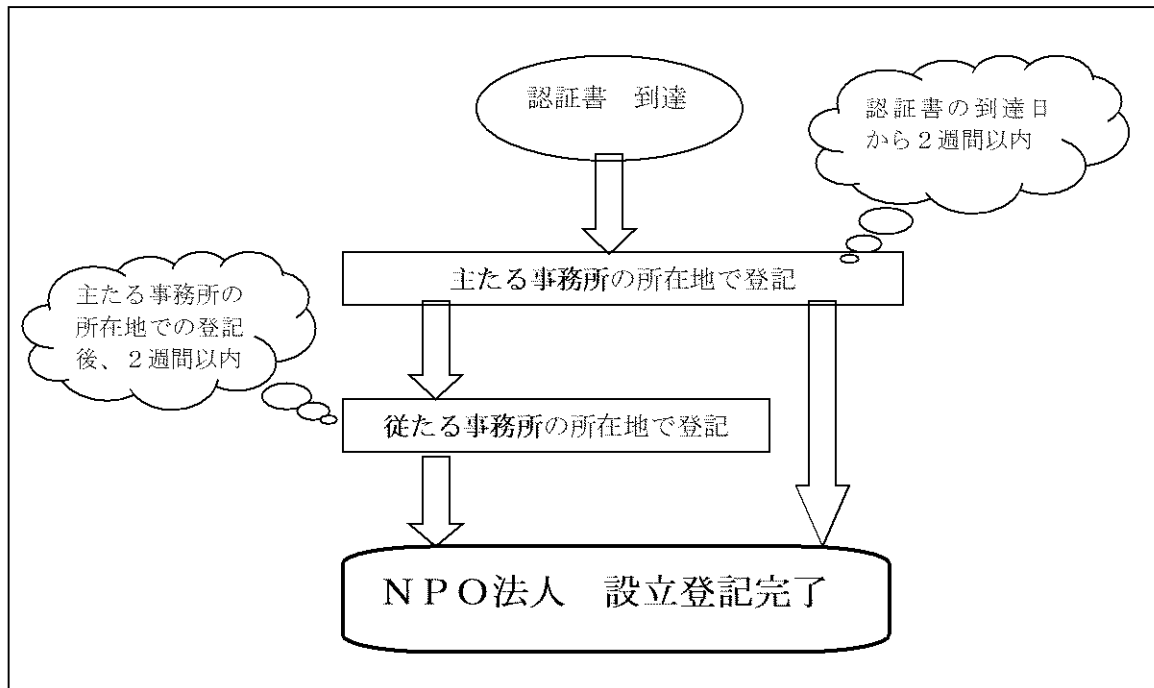 認証書　到達
認証書の到達日
から２週間以内
主たる事務所の所在地で登記
主たる事務所の
所在地での登記
後、２週間以内
従たる事務所の所在地で登記
ＮＰＯ法人　設立登記完了